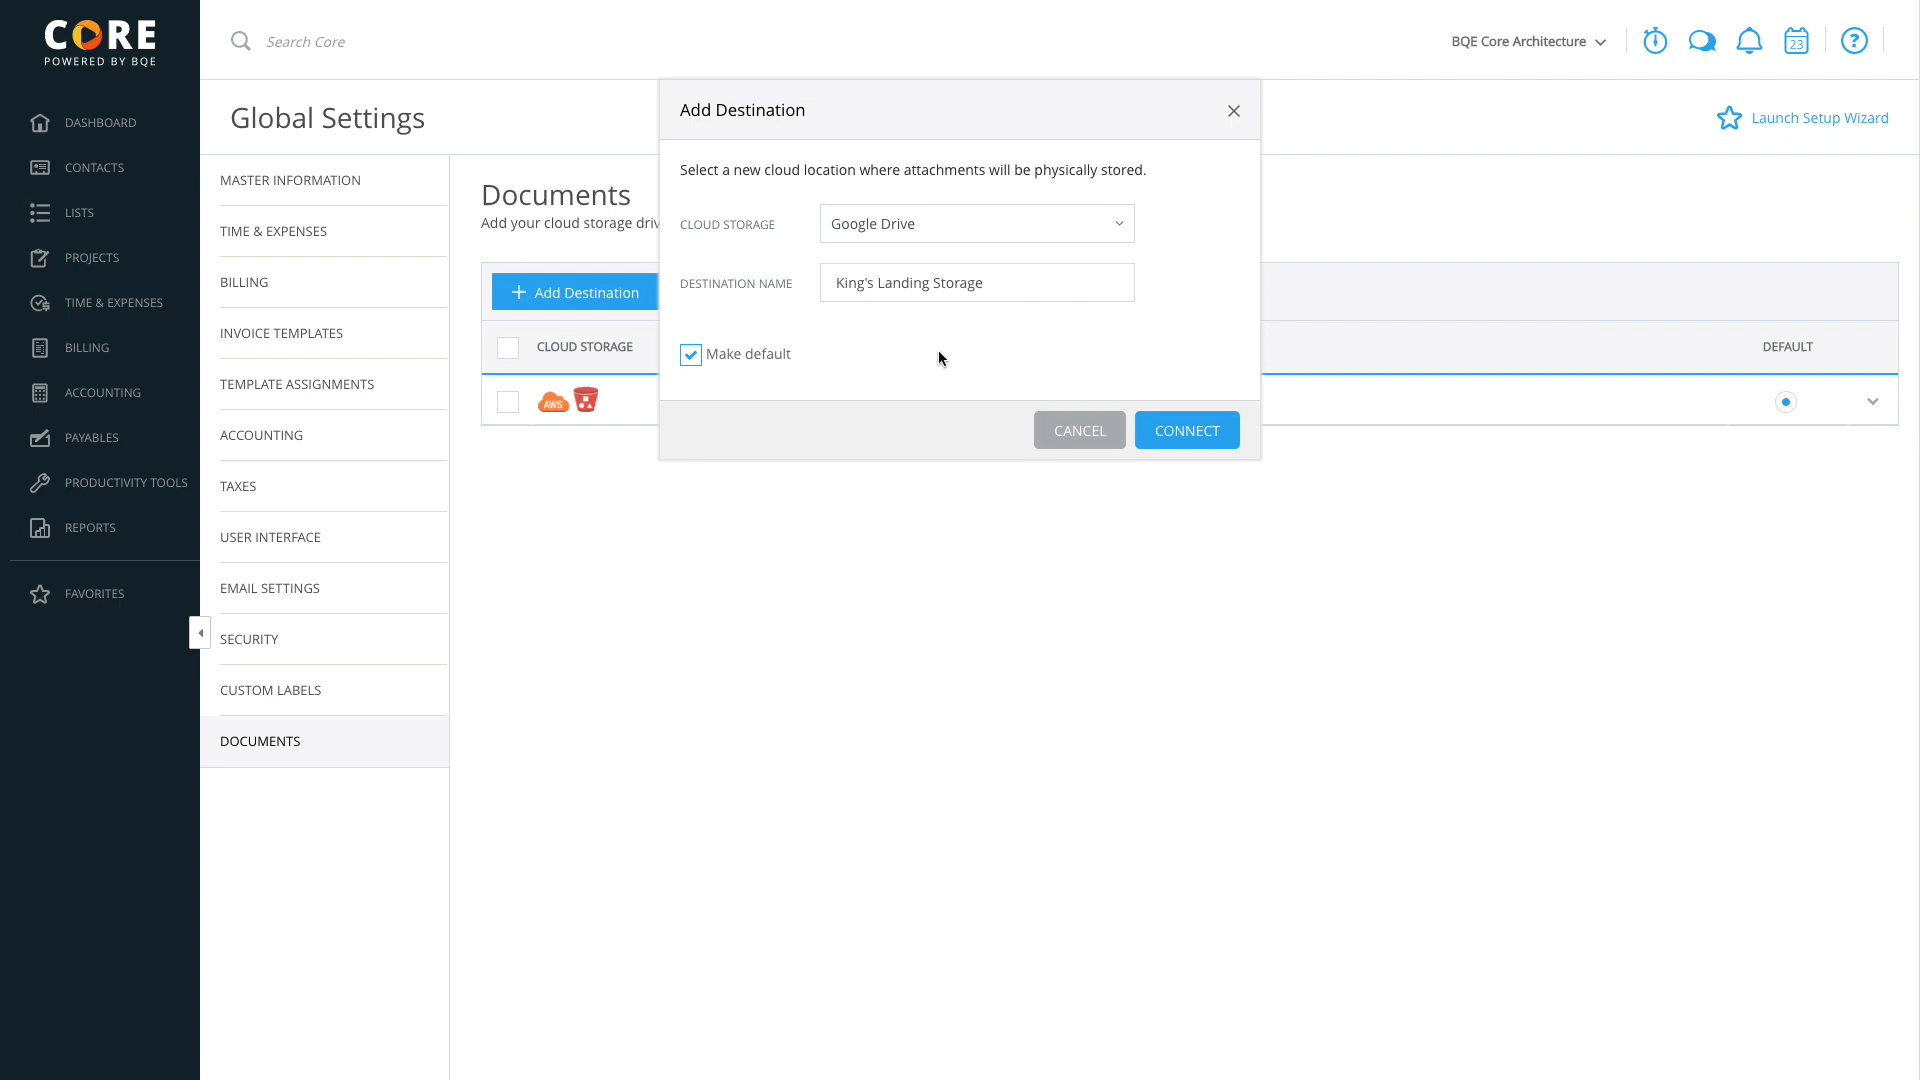 CORE
POWERED BY BQE
Search Core
BQE Core Architecture
23
?
DASHBOARD
CONTACTS
LISTS
PROJECTS
TIME & EXPENSES
BILLING
ACCOUNTING
PAYABLES
PRODUCTIVITY TOOLS
REPORTS
FAVORITES
Global Settings
Launch Setup Wizard
MASTER INFORMATION
TIME & EXPENSES
BILLING
INVOICE TEMPLATES
TEMPLATE ASSIGNMENTS
ACCOUNTING
TAXES
USER INTERFACE
EMAIL SETTINGS
SECURITY
CUSTOM LABELS
DOCUMENTS
Documents
Add your cloud storage driv
+ Add Destination
CLOUD STORAGE
DEFAULT
AWS
Add Destination
Select a new cloud location where attachments will be physically stored.
CLOUD STORAGE Google Drive
DESTINATION NAME King's Landing Storage
Make default
CANCEL CONNECT